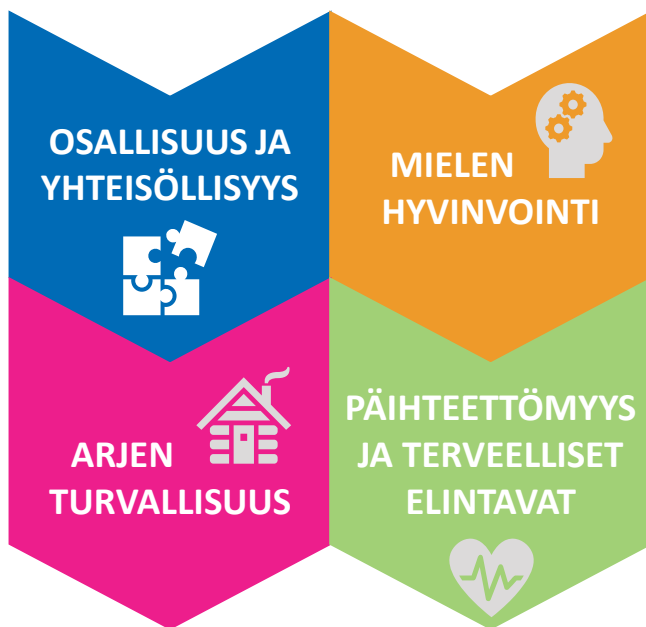 OSALLISUUS JA
YHTEISÖLLISYYS
MIELEN
HYVINVOINTI
ARJEN
TURVALLISUUS
PÄIHTEETTÖMYYS
JA TERVEELLISET
ELINTAVAT